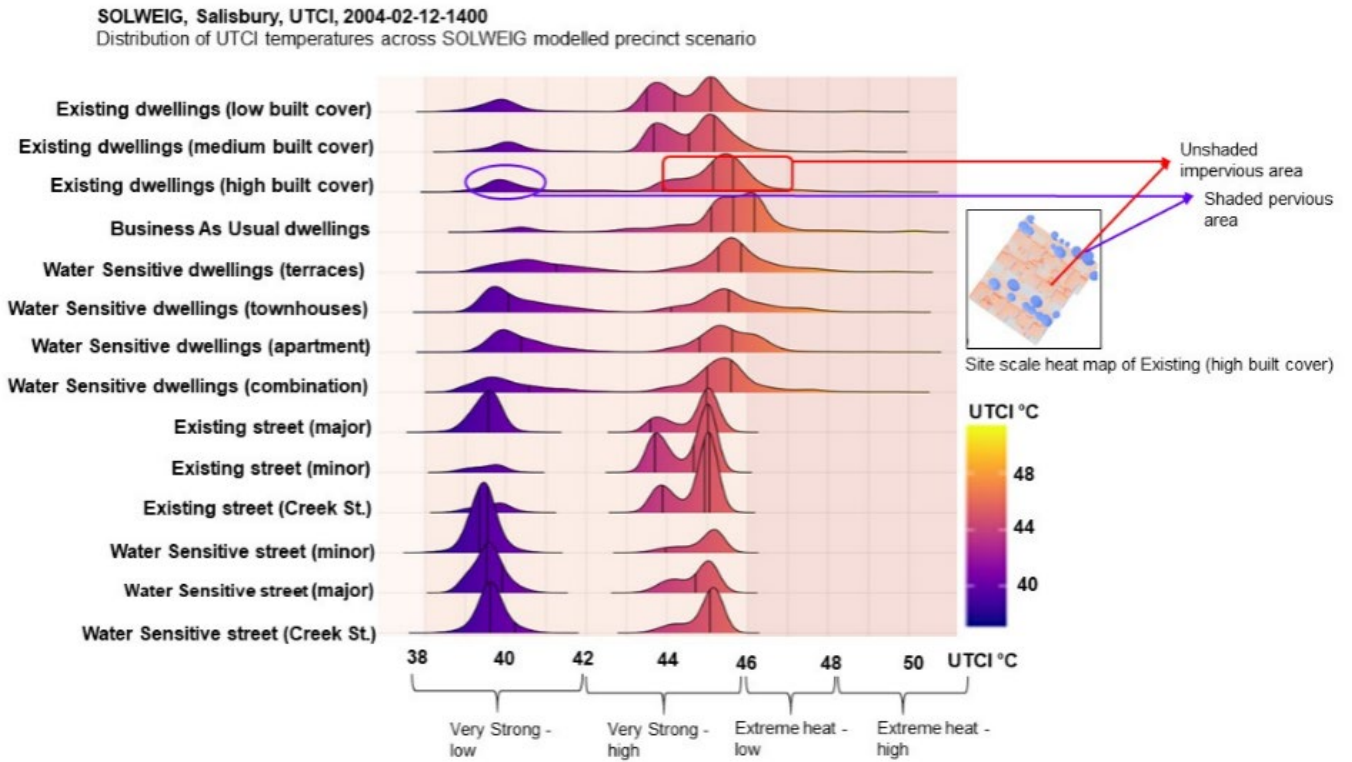 SOLWEIG, Salisbury, UTCI, 2004-02-12-1400
Distribution of UTCI temperatures across SOLWEIG modelled precinct scenario
Existing dwellings (low built cover)
Existing dwellings (medium built cover)
Existing dwellings (high built cover)
Business As Usual dwellings
Water Sensitive dwellings (terraces)
Water Sensitive dwellings (townhouses)
Water Sensitive dwellings (apartment)
Water Sensitive dwellings (combination)
Existing street (major)
Existing street (minor)
Existing street (Creek St.)
Water Sensitive street (minor)
Water Sensitive street (major)
Water Sensitive street (Creek St.)
Unshaded
impervious area
Shaded pervious
area
Site scale heat map of Existing (high built cover)
UTCI °C
48
44
40
38 40 42 44 46 48 50 UTCI °C
Very Strong -
low
Very Strong -
high
Extreme heat -
low
Extreme heat -
high